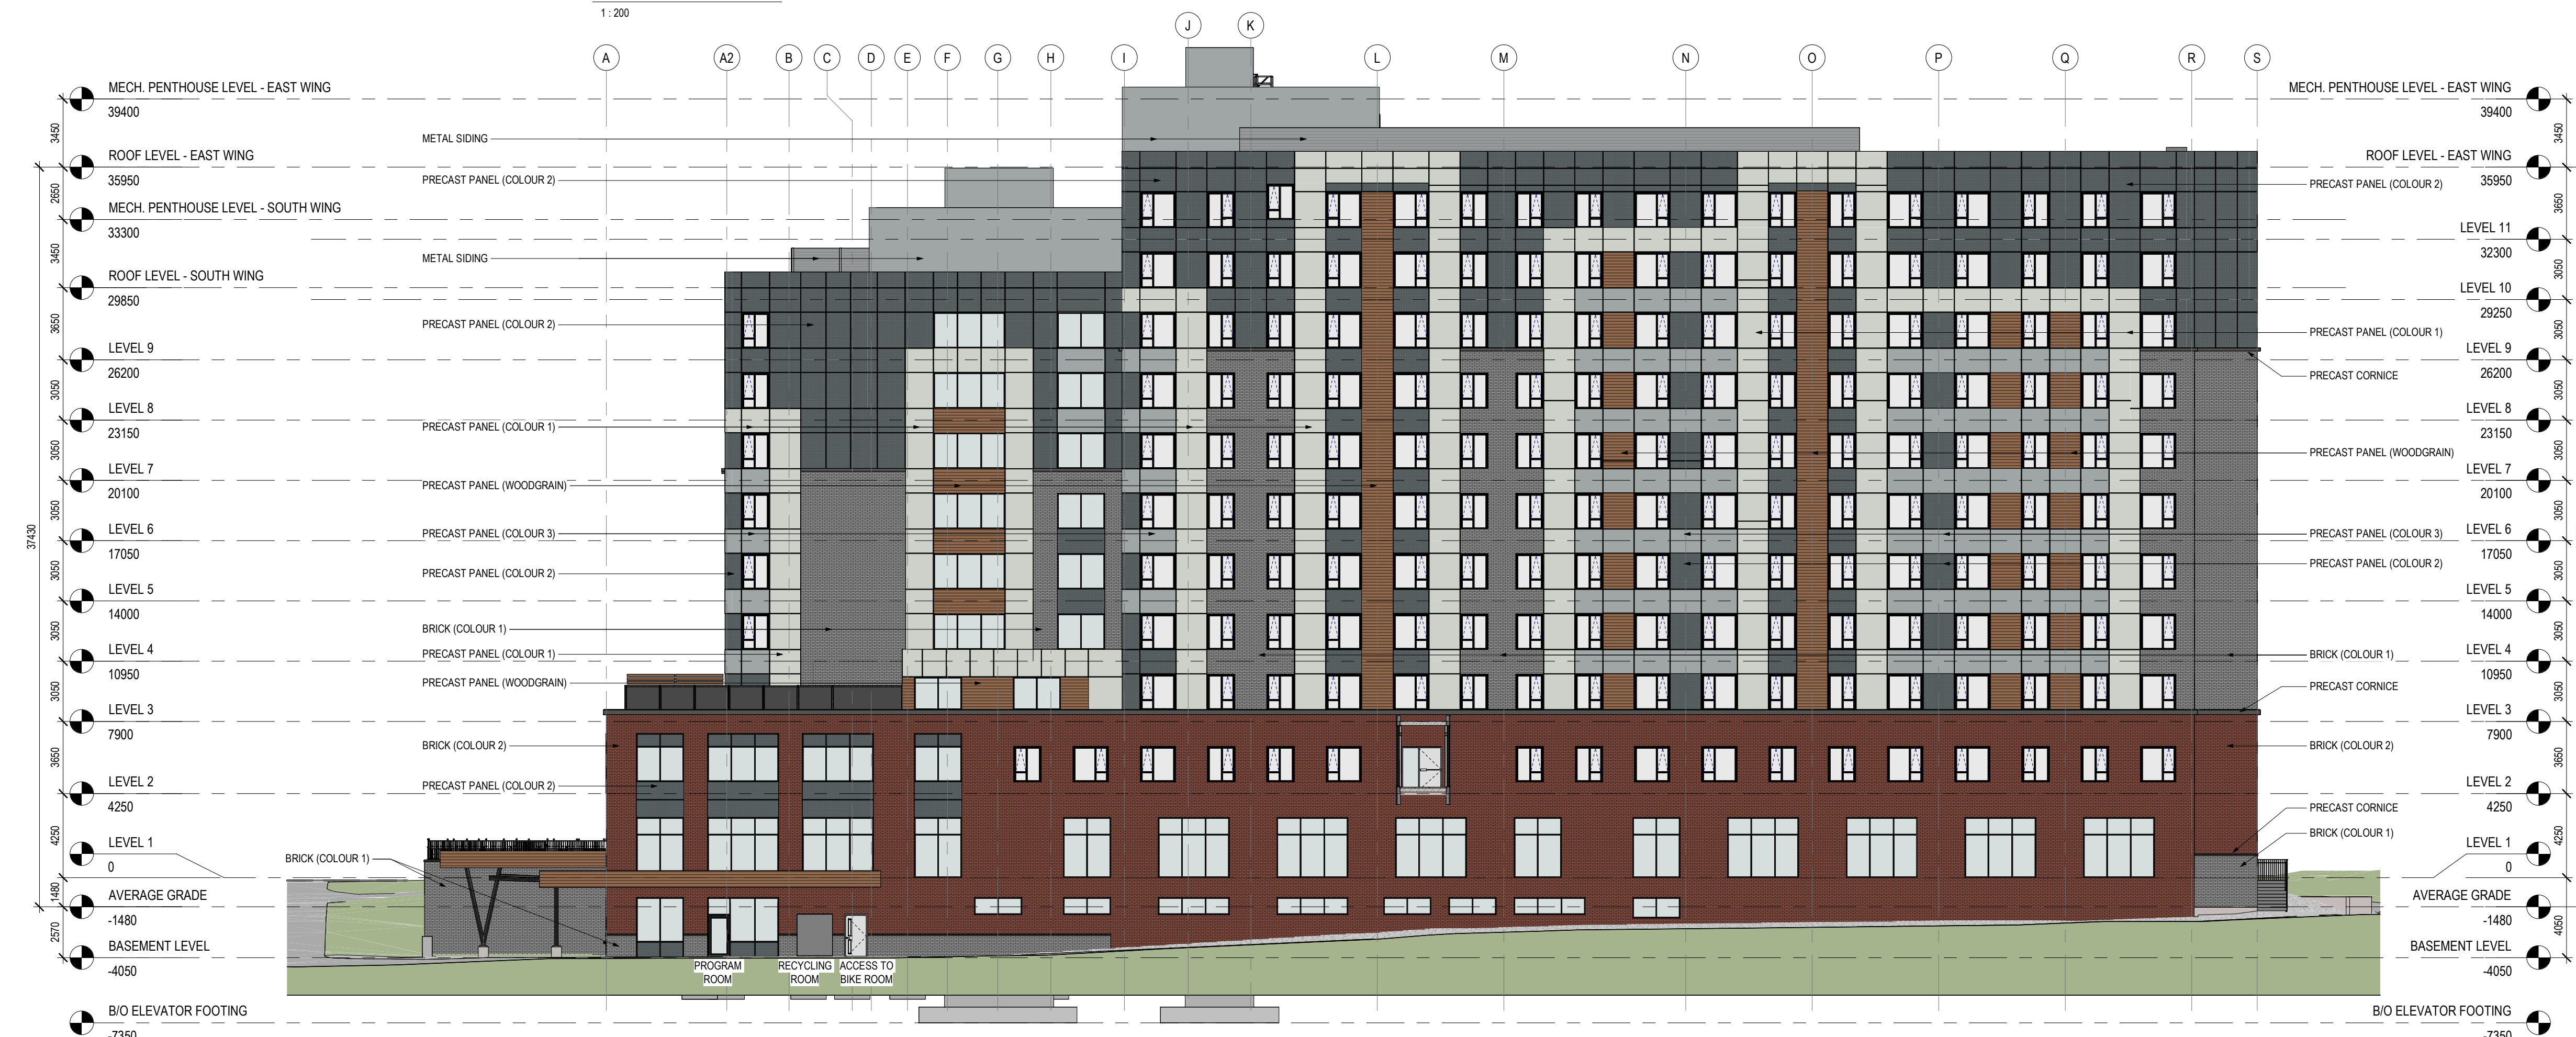 1 : 200
J K
A A2 B C D E F G H I L M N O P Q R S
MECH. PENTHOUSE LEVEL - EAST WING
39400
3450
ROOF LEVEL - EAST WING
35950
2650
MECH. PENTHOUSE LEVEL - SOUTH WING
33300
3450
ROOF LEVEL - SOUTH WING
29850
3650
LEVEL 9
26200
3050
LEVEL 8
23150
3050
LEVEL 7
20100
3050
LEVEL 6
17050
3050
LEVEL 5
14000
3050
LEVEL 4
10950
3050
LEVEL 3
7900
3650
LEVEL 2
4250
4250
LEVEL 1
0
1480
AVERAGE GRADE
-1480
2570
BASEMENT LEVEL
-4050
B/O ELEVATOR FOOTING
-7350
37430
METAL SIDING
PRECAST PANEL (COLOUR 2)
METAL SIDING
PRECAST PANEL (COLOUR 2)
PRECAST PANEL (COLOUR 1)
PRECAST PANEL (WOODGRAIN)
PRECAST PANEL (COLOUR 3)
PRECAST PANEL (COLOUR 2)
BRICK (COLOUR 1)
PRECAST PANEL (COLOUR 1)
PRECAST PANEL (WOODGRAIN)
BRICK (COLOUR 2)
PRECAST PANEL (COLOUR 2)
BRICK (COLOUR 1)
PROGRAM
ROOM
RECYCLING
ROOM
ACCESS TO
BIKE ROOM
PRECAST PANEL (COLOUR 2)
PRECAST PANEL (COLOUR 1)
PRECAST CORNICE
PRECAST PANEL (WOODGRAIN)
PRECAST PANEL (COLOUR 3)
PRECAST PANEL (COLOUR 2)
BRICK (COLOUR 1)
PRECAST CORNICE
BRICK (COLOUR 2)
PRECAST CORNICE
BRICK (COLOUR 1)
MECH. PENTHOUSE LEVEL - EAST WING
39400
3450
ROOF LEVEL - EAST WING
35950
3650
LEVEL 11
32300
3050
LEVEL 10
29250
3050
LEVEL 9
26200
3050
LEVEL 8
23150
3050
LEVEL 7
20100
3050
LEVEL 6
17050
3050
LEVEL 5
14000
3050
LEVEL 4
10950
3050
LEVEL 3
7900
3650
LEVEL 2
4250
4250
LEVEL 1
0
AVERAGE GRADE
-1480
4050
BASEMENT LEVEL
-4050
B/O ELEVATOR FOOTING
-7350